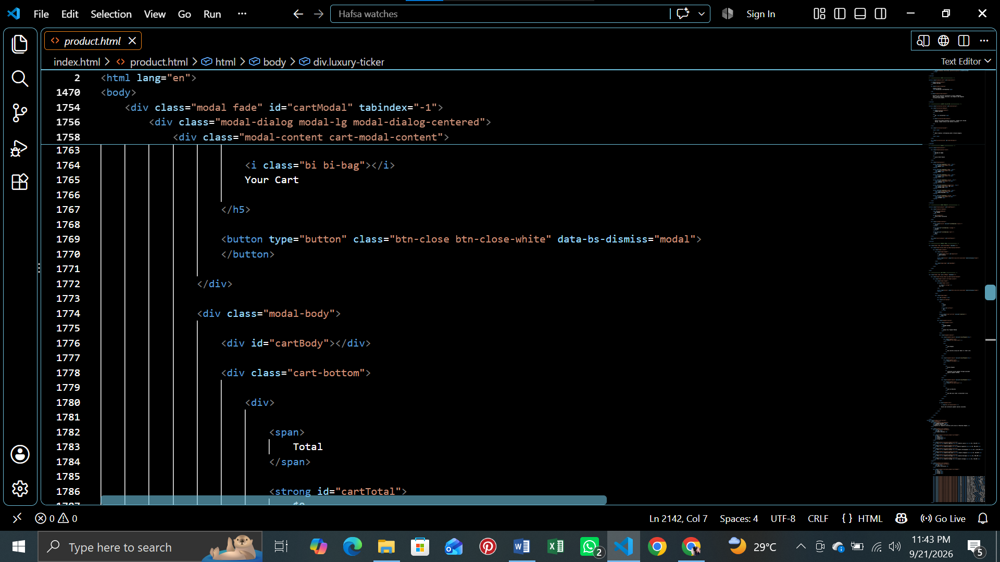 File Edit Selection View Go Run ··· Hafsa watches Sign In
product.html
index.html > product.html > html > body > div.luxury-ticker Text Editor
2 <html lang="en">
1470 <body>
1754 <div class="modal fade" id="cartModal" tabindex="-1">
1756 <div class="modal-dialog modal-lg modal-dialog-centered">
1758 <div class="modal-content cart-modal-content">
1763
1764 <i class="bi bi-bag"></i>
1765 Your Cart
1766
1767 </h5>
1768
1769 <button type="button" class="btn-close btn-close-white" data-bs-dismiss="modal">
1770 </button>
1771
1772 </div>
1773
1774 <div class="modal-body">
1775
1776 <div id="cartBody"></div>
1777
1778 <div class="cart-bottom">
1779
1780 <div>
1781
1782 <span>
1783 Total
1784 </span>
1785
1786 <strong id="cartTotal">
0 0 Ln 2142, Col 7 Spaces: 4 UTF-8 CRLF {} HTML Go Live
Type here to search 2 29°C 11:43 PM
9/21/2026 5